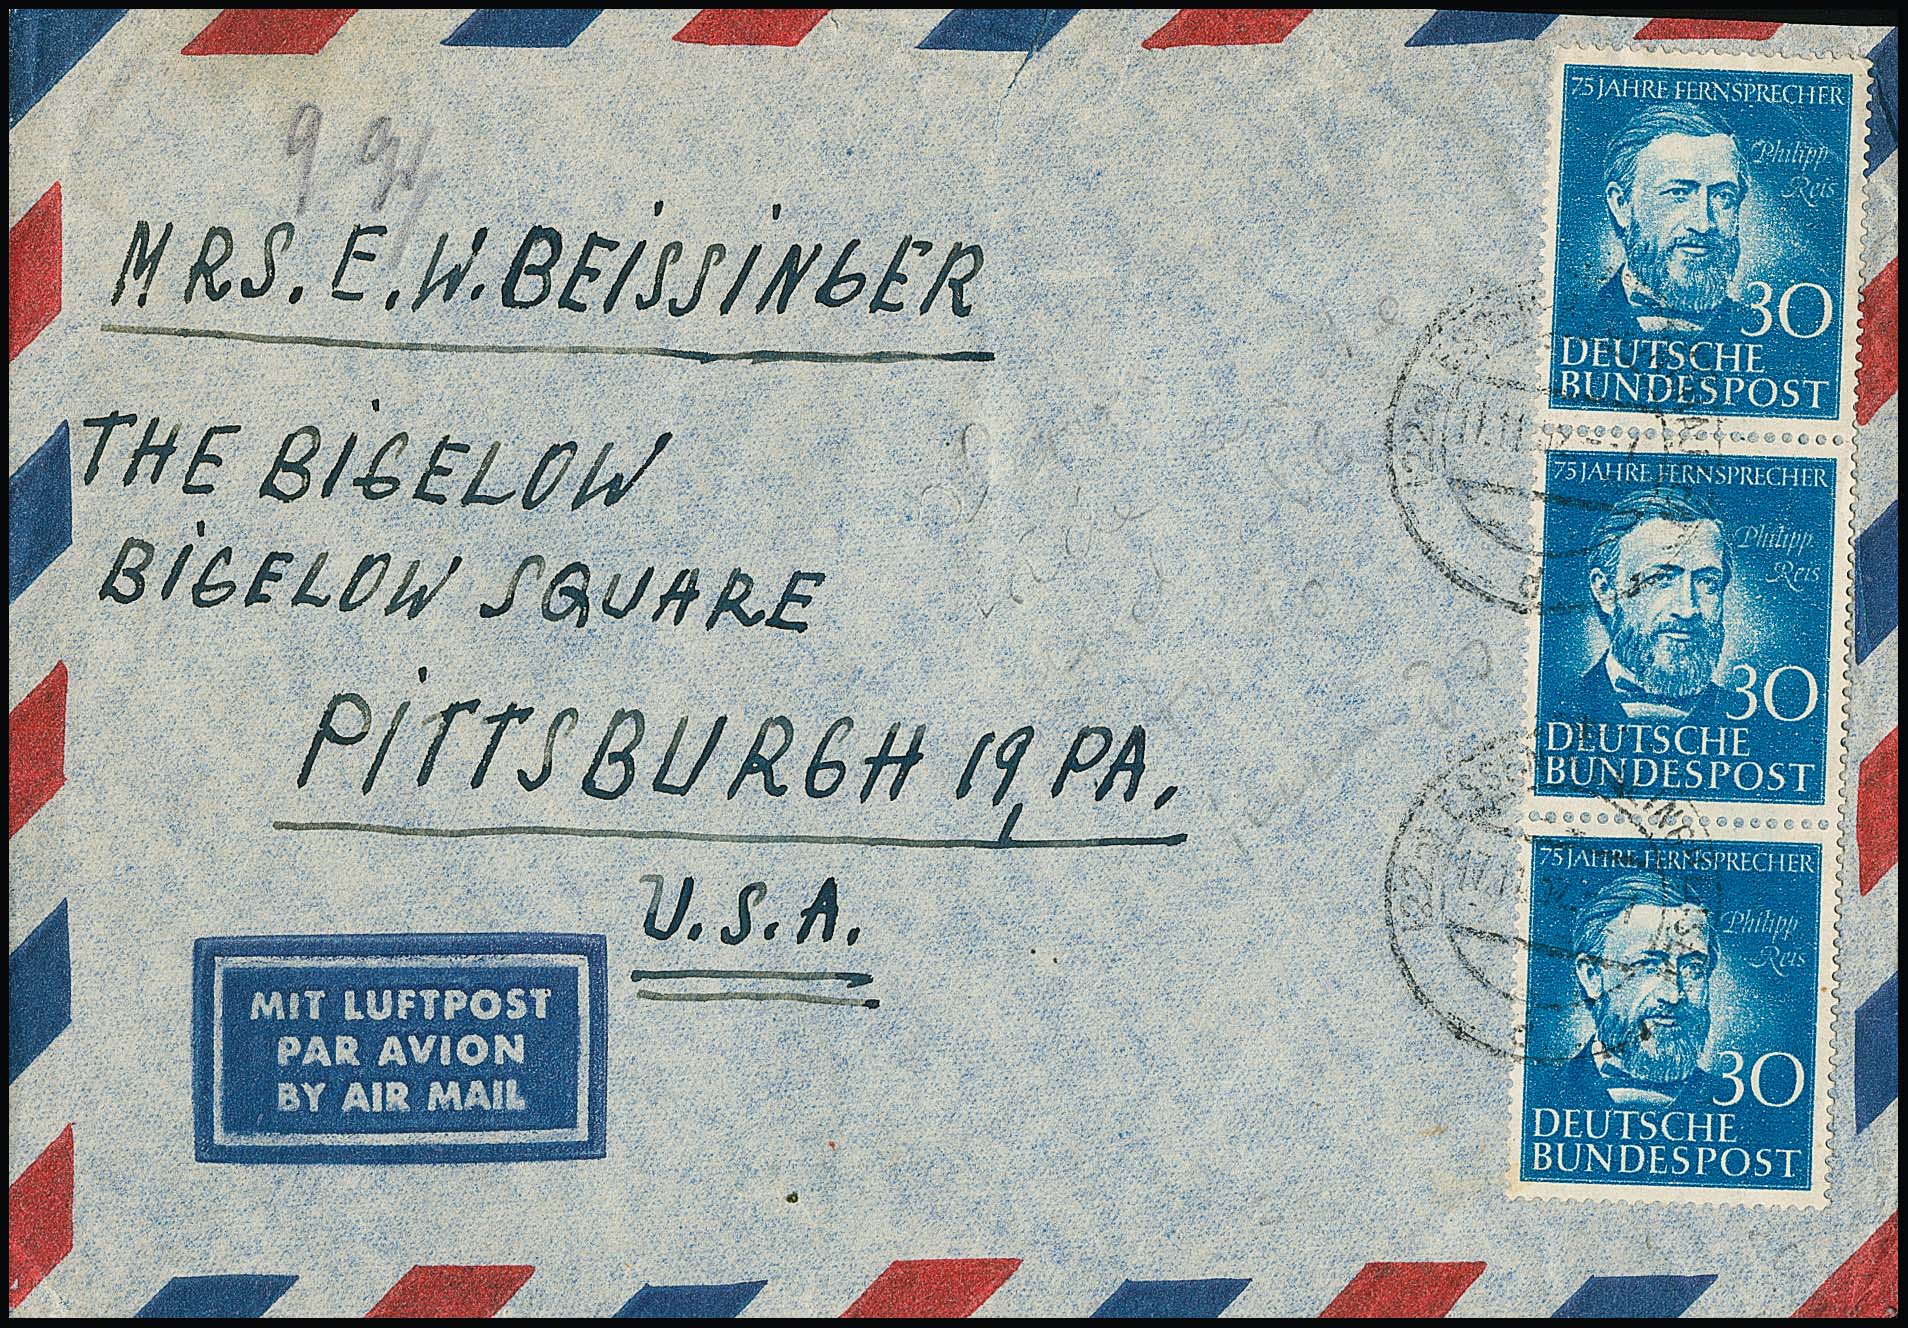 MRS. E. W. BEISSINGER
THE BIGELOW
BIGELOW SQUARE
PITTSBURGH 19, PA.
U.S.A.
MIT LUFTPOST
PAR AVION
BY AIR MAIL
75 JAHRE FERNSPRECHER
Philipp
Reis
30
DEUTSCHE
BUNDESPOST
75 JAHRE FERNSPRECHER
Philipp
Reis
30
DEUTSCHE
BUNDESPOST
75 JAHRE FERNSPRECHER
Philipp
Reis
30
DEUTSCHE
BUNDESPOST